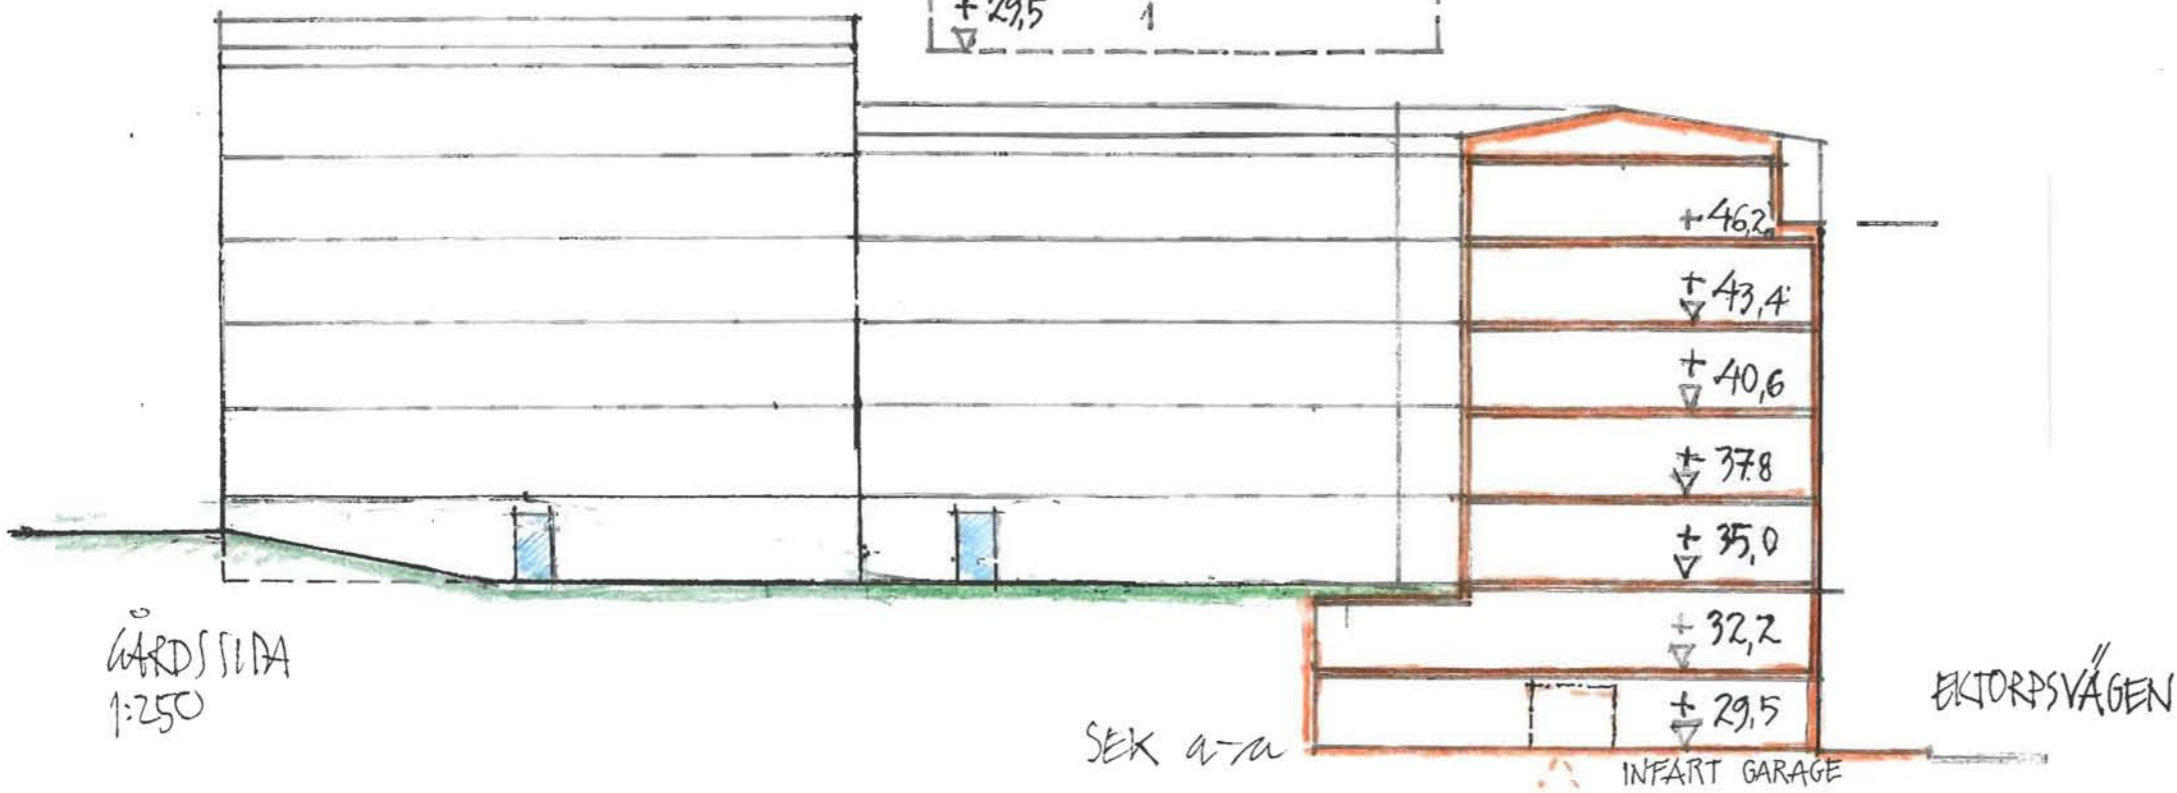 + 29,5 1
+ 46,2
+ 43,4
+ 40,6
+ 37,8
+ 35,0
+ 32,2
+ 29,5
GÅRDSSIDA
1:250
SEK a-a
INFART GARAGE
EKTORPSVÄGEN